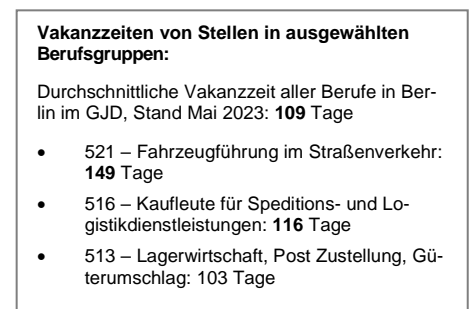 Vakanzzeiten von Stellen in ausgewählten
Berufsgruppen:
Durchschnittliche Vakanzzeit aller Berufe in Ber-
lin im GJD, Stand Mai 2023: 109 Tage
• 521 – Fahrzeugführung im Straßenverkehr:
149 Tage
• 516 – Kaufleute für Speditions- und Lo-
gistikdienstleistungen: 116 Tage
• 513 – Lagerwirtschaft, Post Zustellung, Gü-
terumschlag: 103 Tage